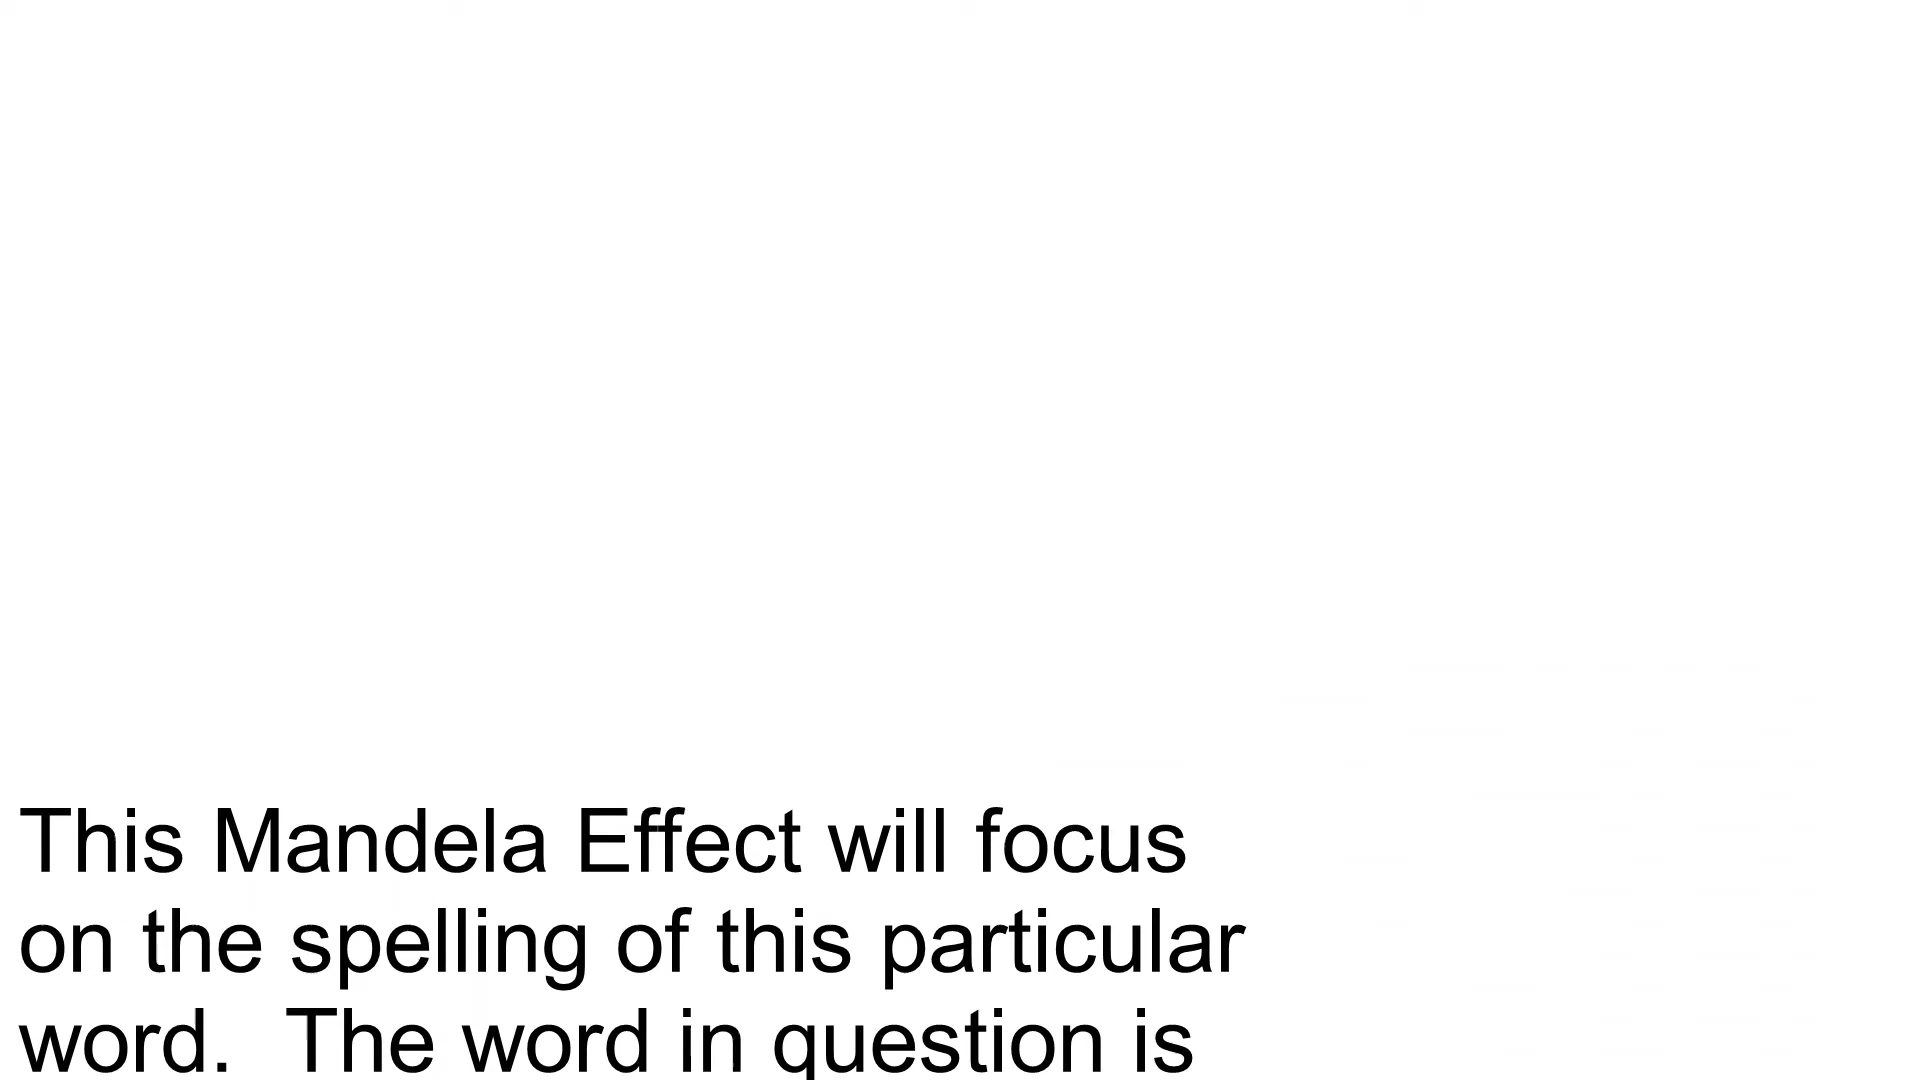 This Mandela Effect will focus
on the spelling of this particular
word.  The word in question is